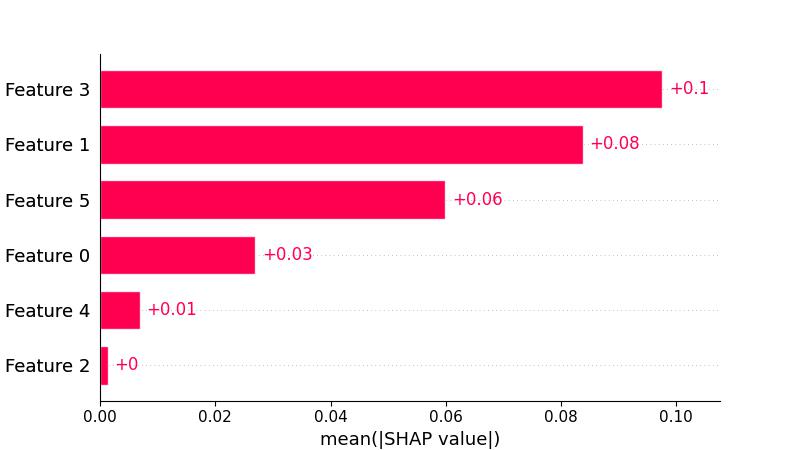 Feature 3 +0.1
Feature 1 +0.08
Feature 5 +0.06
Feature 0 +0.03
Feature 4 +0.01
Feature 2 +0
0.00 0.02 0.04 0.06 0.08 0.10
mean(|SHAP value|)